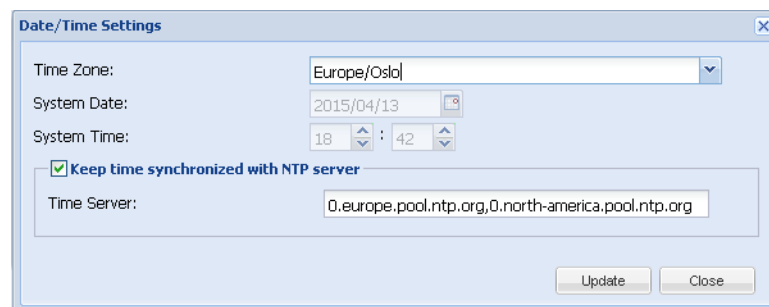 Date/Time Settings
Time Zone: Europe/Oslo
System Date: 2015/04/13
System Time: 18 : 42
Keep time synchronized with NTP server
Time Server: 0.europe.pool.ntp.org,0.north-america.pool.ntp.org
Update Close